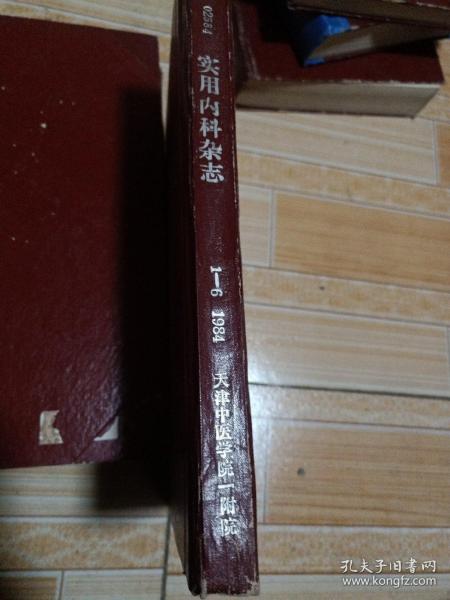 02584
实用内科杂志
1—6 1984
天津中医学院一附院
孔夫子旧书网
www.kongfz.com